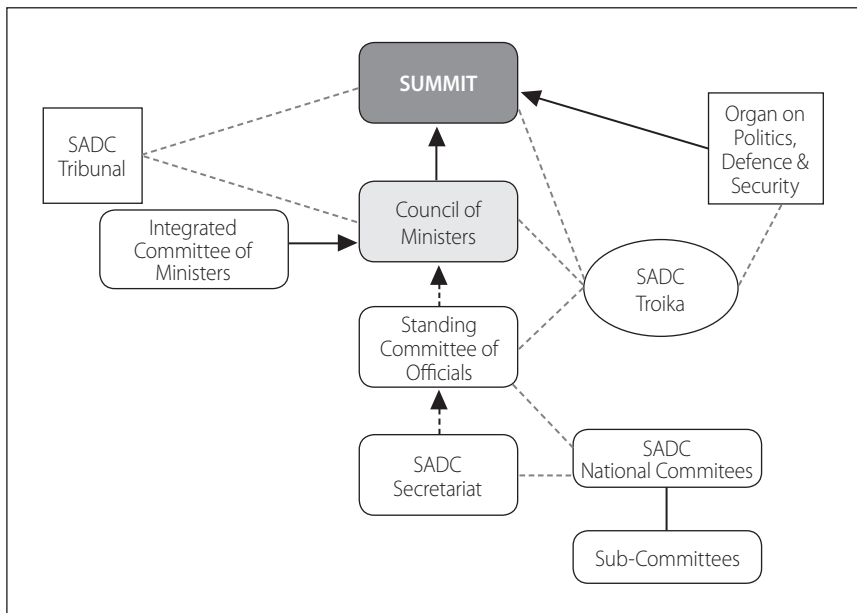 SUMMIT
SADC
Tribunal
Organ on
Politics,
Defence &
Security
Council of
Ministers
Integrated
Committee of
Ministers
SADC
Troika
Standing
Committee of
Officials
SADC
Secretariat
SADC
National Commitees
Sub-Committees